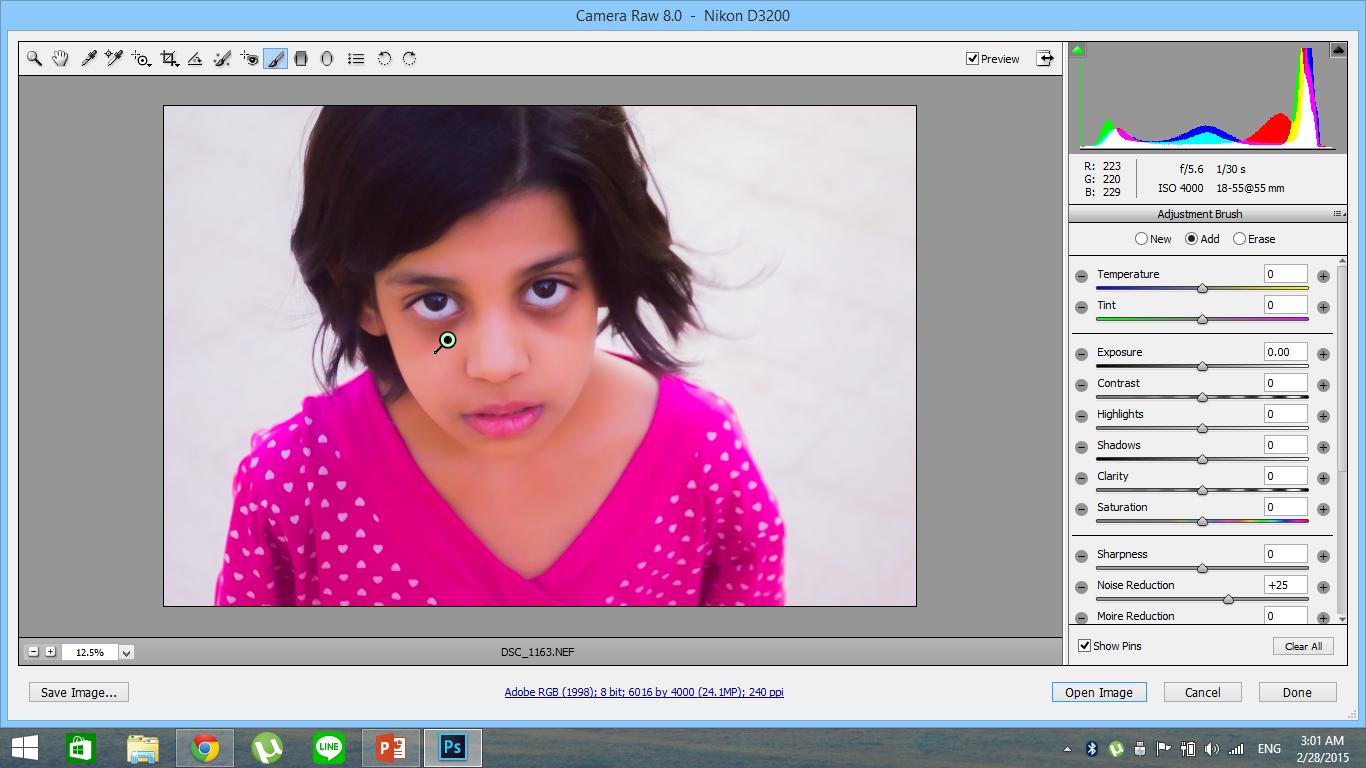 Camera Raw 8.0 - Nikon D3200
Preview
R: 223
G: 220
B: 229
f/5.6 1/30 s
ISO 4000 18-55@55 mm
Adjustment Brush
New Add Erase
Temperature 0
Tint 0
Exposure 0.00
Contrast 0
Highlights 0
Shadows 0
Clarity 0
Saturation 0
Sharpness 0
Noise Reduction +25
Moire Reduction 0
Show Pins Clear All
12.5% DSC_1163.NEF
Save Image... Adobe RGB (1998); 8 bit; 6016 by 4000 (24.1MP); 240 ppi Open Image Cancel Done
LINE P Ps ENG 3:01 AM
2/28/2015